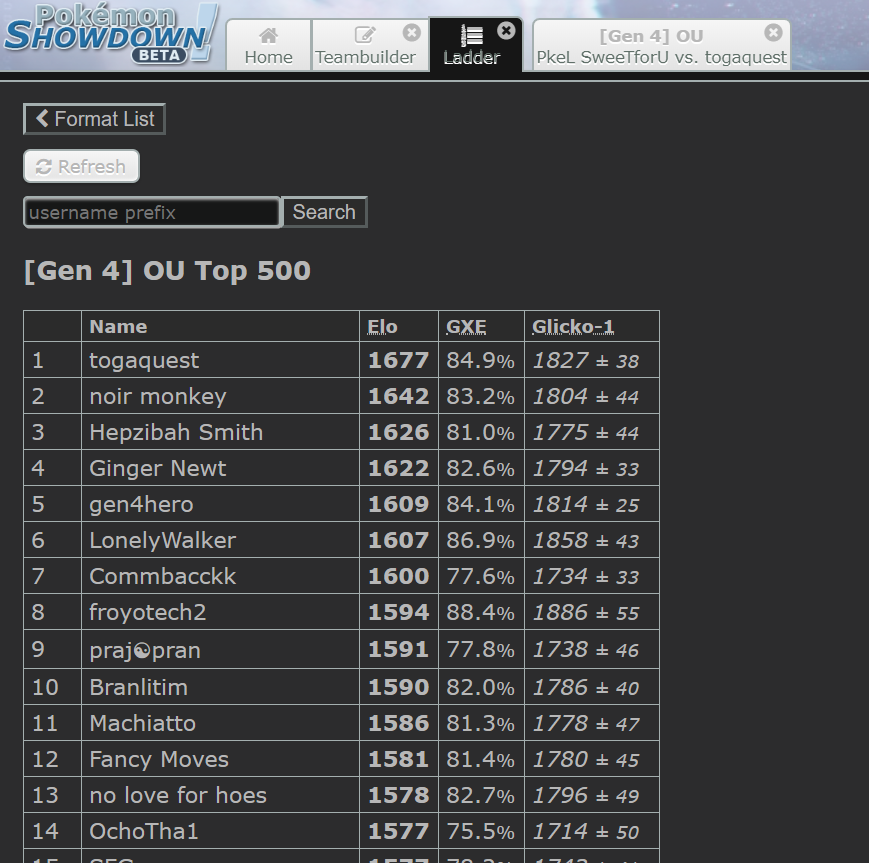 Pokémon
SHOWDOWN!
BETA
Home
Teambuilder
Ladder
[Gen 4] OU
PkeL SweeTforU vs. togaquest
Format List
Refresh
username prefix Search
[Gen 4] OU Top 500
Name Elo GXE Glicko-1
1 togaquest 1677 84.9% 1827 ± 38
2 noir monkey 1642 83.2% 1804 ± 44
3 Hepzibah Smith 1626 81.0% 1775 ± 44
4 Ginger Newt 1622 82.6% 1794 ± 33
5 gen4hero 1609 84.1% 1814 ± 25
6 LonelyWalker 1607 86.9% 1858 ± 43
7 Commbacckk 1600 77.6% 1734 ± 33
8 froyotech2 1594 88.4% 1886 ± 55
9 praj☯pran 1591 77.8% 1738 ± 46
10 Branlitim 1590 82.0% 1786 ± 40
11 Machiatto 1586 81.3% 1778 ± 47
12 Fancy Moves 1581 81.4% 1780 ± 45
13 no love for hoes 1578 82.7% 1796 ± 49
14 OchoTha1 1577 75.5% 1714 ± 50